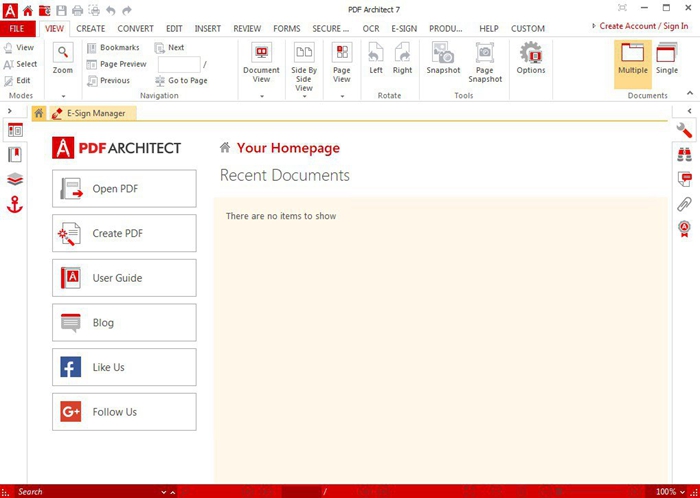 PDF Architect 7
FILE VIEW CREATE CONVERT EDIT INSERT REVIEW FORMS SECURE ... OCR E-SIGN PRODU... HELP CUSTOM Create Account / Sign In
View
Select
Edit
Modes
Zoom
Bookmarks
Page Preview
Previous
Next
/
Go to Page
Navigation
Document
View
Side By
Side
View
Page
View
Left
Right
Rotate
Snapshot
Page
Snapshot
Tools
Options
Multiple
Single
Documents
E-Sign Manager
PDF ARCHITECT
Open PDF
Create PDF
User Guide
Blog
Like Us
Follow Us
Your Homepage
Recent Documents
There are no items to show
Search
/
100%